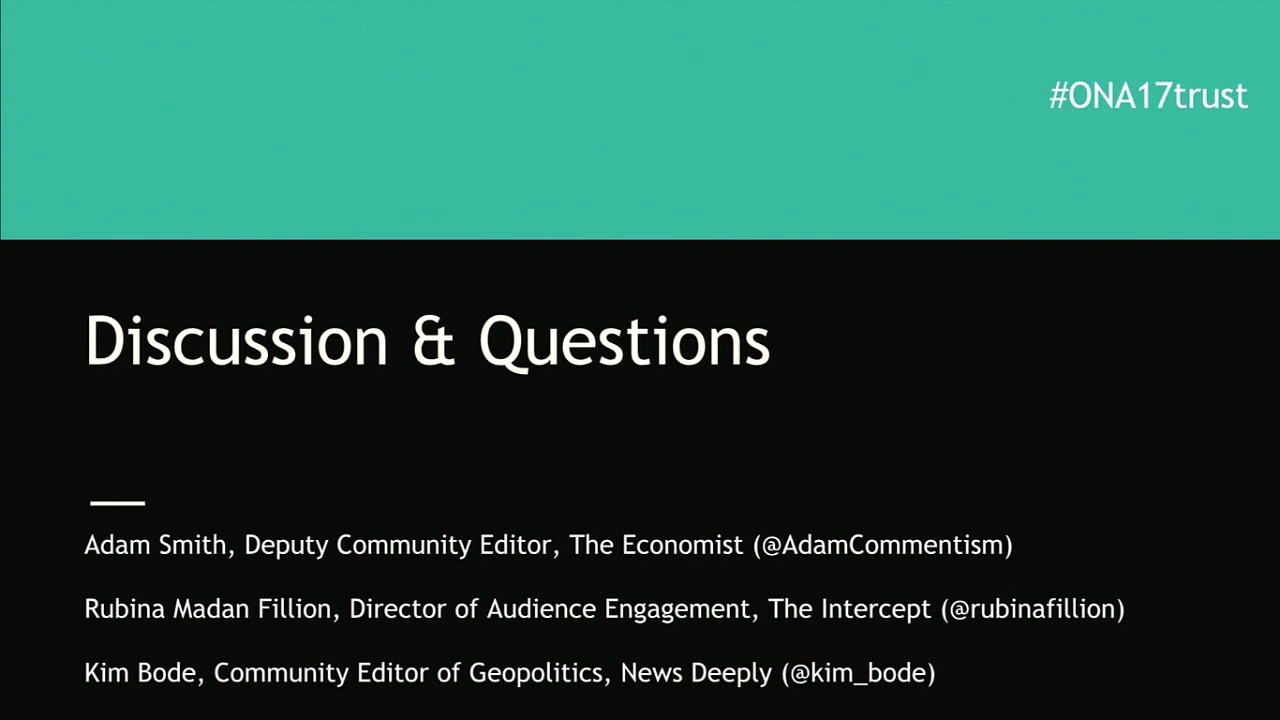 #ONA17trust
Discussion & Questions
Adam Smith, Deputy Community Editor, The Economist (@AdamCommentism)
Rubina Madan Fillion, Director of Audience Engagement, The Intercept (@rubinafillion)
Kim Bode, Community Editor of Geopolitics, News Deeply (@kim_bode)